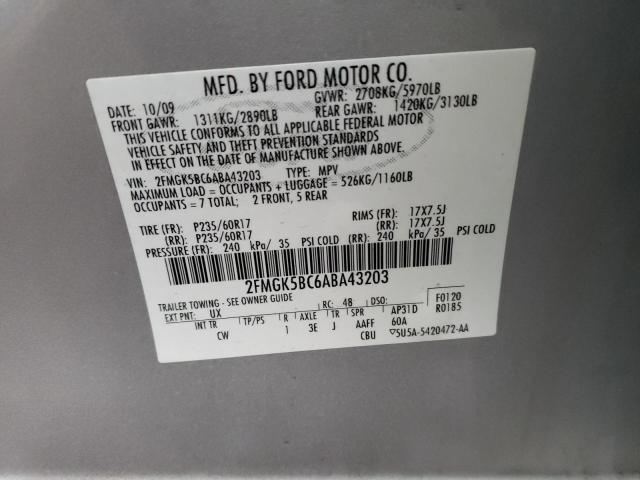 MFD. BY FORD MOTOR CO.
DATE: 10/09 GVWR: 2708KG/5970LB
FRONT GAWR: 1311KG/2890LB REAR GAWR: 1420KG/3130LB
THIS VEHICLE CONFORMS TO ALL APPLICABLE FEDERAL MOTOR
VEHICLE SAFETY AND THEFT PREVENTION STANDARDS
IN EFFECT ON THE DATE OF MANUFACTURE SHOWN ABOVE.
VIN: 2FMGK5BC6ABA43203 TYPE: MPV
MAXIMUM LOAD = OCCUPANTS + LUGGAGE = 526KG/1160LB
OCCUPANTS = 7 TOTAL; 2 FRONT, 5 REAR
TIRE (FR): P235/60R17 RIMS (FR): 17X7.5J
(RR): P235/60R17 (RR): 17X7.5J
PRESSURE (FR): 240 kPa/ 35 PSI COLD (RR): 240 kPa/ 35 PSI COLD
2FMGK5BC6ABA43203
TRAILER TOWING - SEE OWNER GUIDE
EXT PNT: UX RC: 48 DSO: F0120
INT TR TP/PS R AXLE TR SPR AP31D R0185
CW 1 3E J AAFF 60A
CBU ▽5U5A-5420472-AA